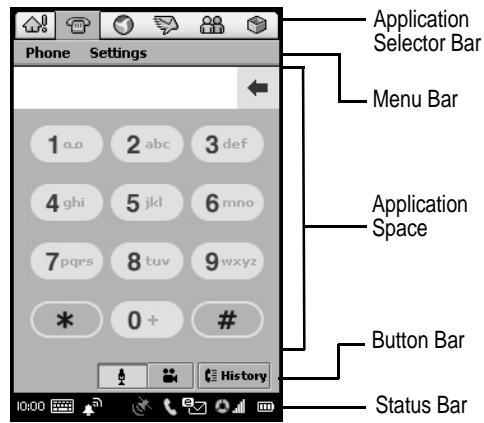 Application
Selector Bar
Phone Settings
Menu Bar
1 2 abc 3 def
4 ghi 5 jkl 6 mno
Application
Space
7 pqrs 8 tuv 9 wxyz
* 0 + #
Button Bar
History
10:00
Status Bar